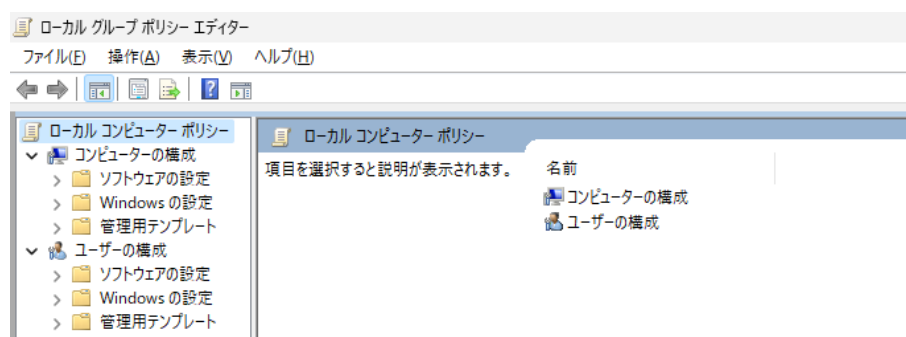 ローカル グループ ポリシー エディター
ファイル(F) 操作(A) 表示(V) ヘルプ(H)
ローカル コンピューター ポリシー
コンピューターの構成
ソフトウェアの設定
Windows の設定
管理用テンプレート
ユーザーの構成
ソフトウェアの設定
Windows の設定
管理用テンプレート
ローカル コンピューター ポリシー
項目を選択すると説明が表示されます。
名前
コンピューターの構成
ユーザーの構成